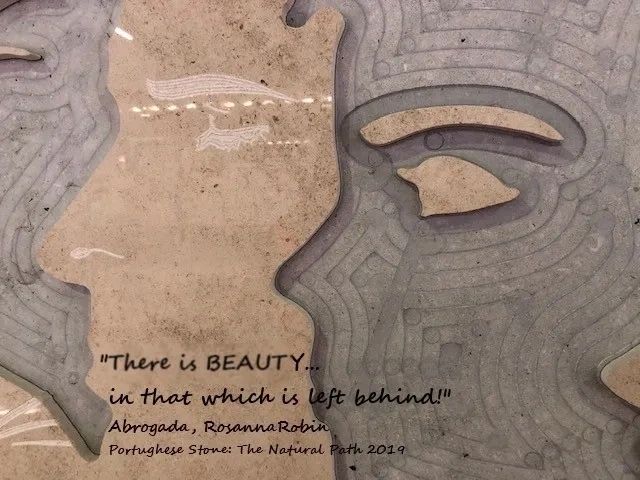 "There is BEAUTY...
in that which is left behind!"
Abrogada, RosannaRobin
Portughese Stone: The Natural Path 2019